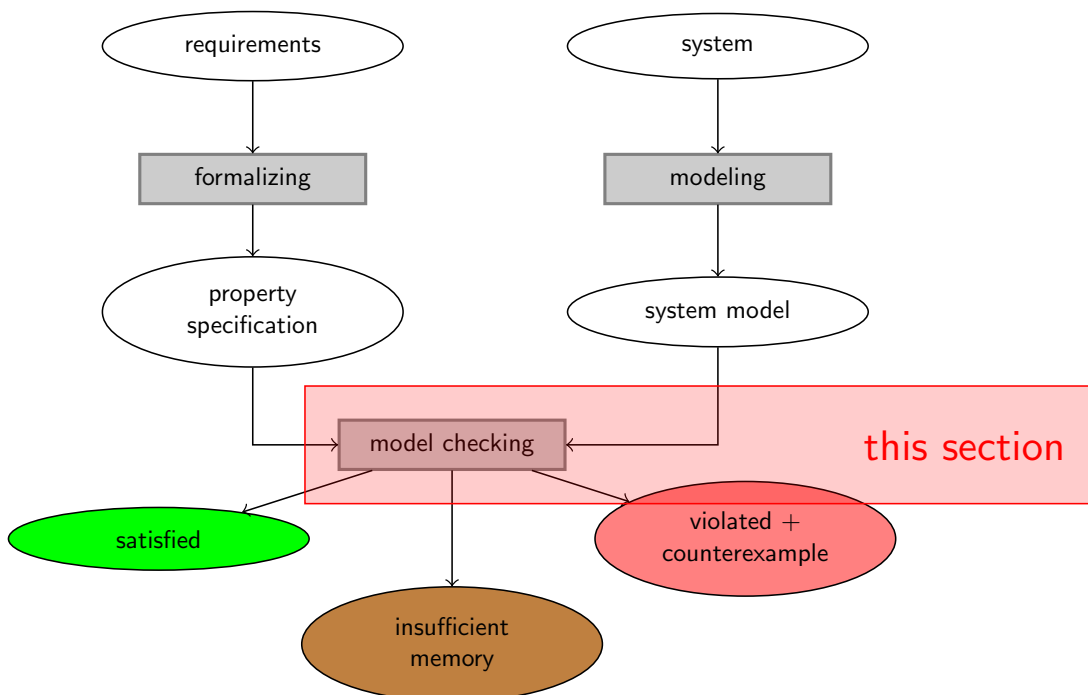 requirements
system
formalizing
modeling
property
specification
system model
model checking
this section
satisfied
violated +
counterexample
insufficient
memory